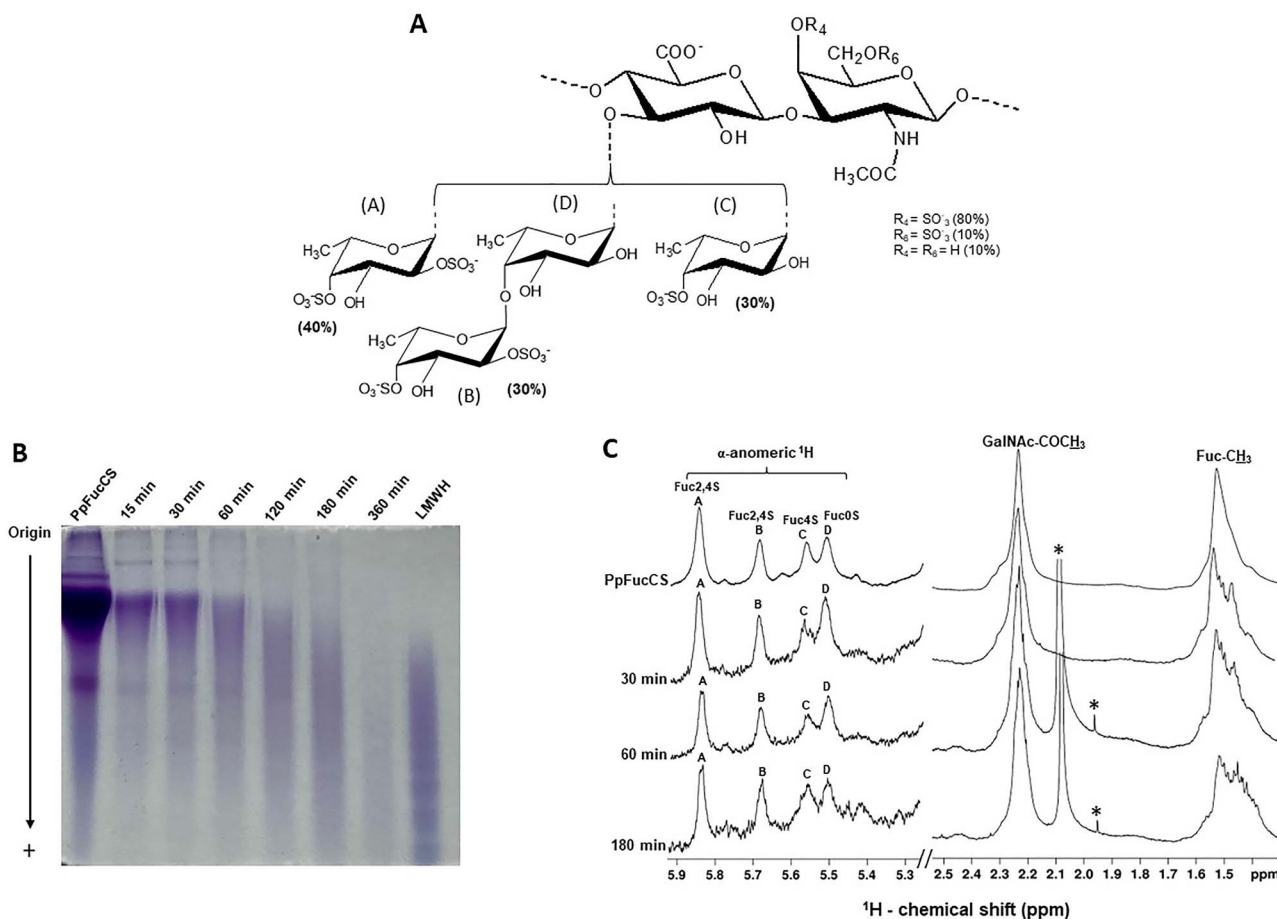 A
OR4
COO-
CH2OR6
O
O
O
O
O
OH
O
NH
H3COC
R4 = SO-3 (80%)
R6 = SO-3 (10%)
R4 = R6 = H (10%)
(A)
(D)
(C)
H3C
O
OSO3-
O3-SO
OH
(40%)
H3C
O
OH
OH
O
H3C
O
OH
O3-SO
OH
(30%)
H3C
O
OSO3-
O3-SO
OH
(B)
(30%)
B
PpFucCS
15 min
30 min
60 min
120 min
180 min
360 min
LMWH
Origin
+
C
α-anomeric 1H
GalNAc-COCH3
Fuc-CH3
Fuc2,4S
A
Fuc2,4S
B
Fuc4S
C
Fuc0S
D
PpFucCS
A
B
C
D
30 min
*
A
B
C
D
60 min
*
A
B
C
D
180 min
*
5.9 5.8 5.7 5.6 5.5 5.4 5.3 // 2.5 2.4 2.3 2.2 2.1 2.0 1.9 1.8 1.7 1.6 1.5 ppm
1H - chemical shift (ppm)